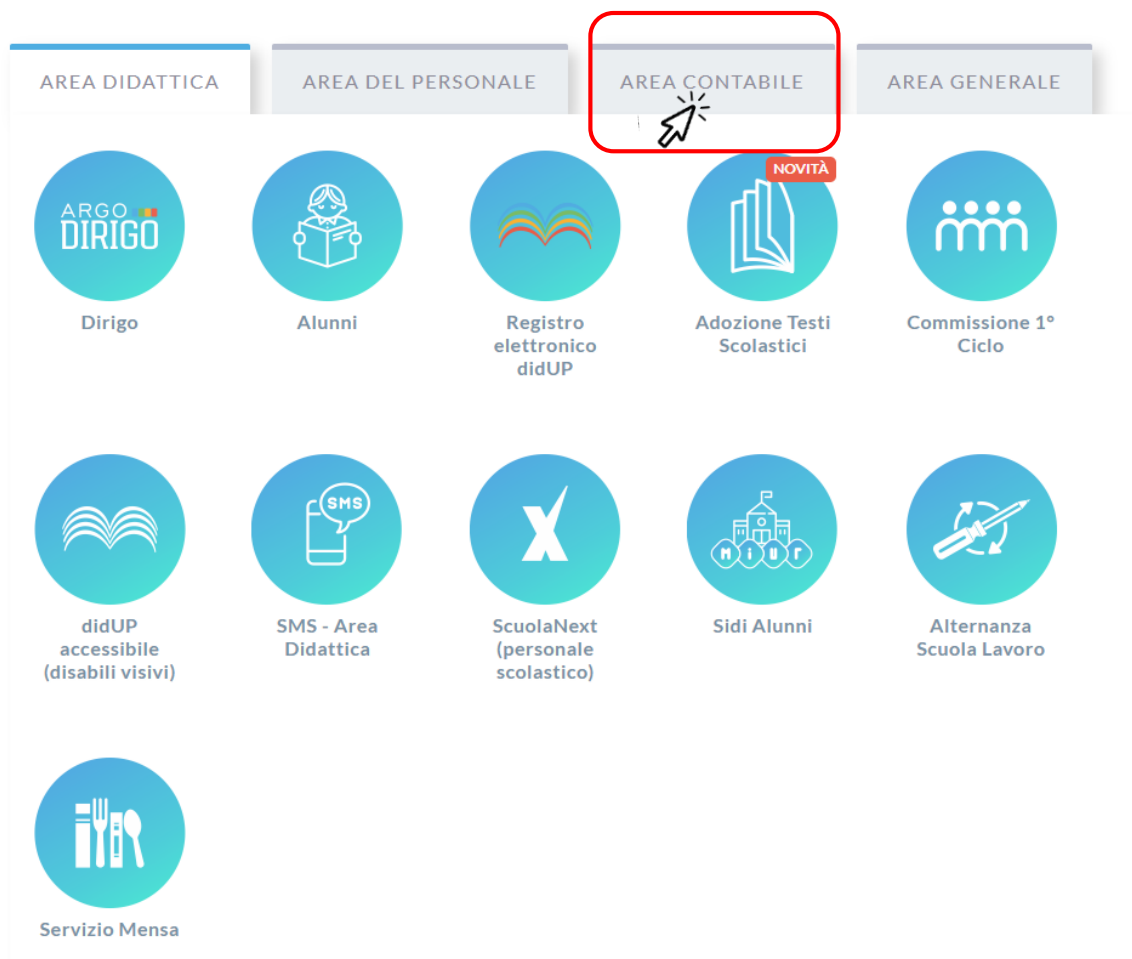 AREA DIDATTICA
AREA DEL PERSONALE
AREA CONTABILE
AREA GENERALE
NOVITÀ
ARGO
DIRIGO
Dirigo
Alunni
Registro
elettronico
didUP
Adozione Testi
Scolastici
Commissione 1°
Ciclo
SMS
MiUr
didUP
accessibile
(disabili visivi)
SMS - Area
Didattica
ScuolaNext
(personale
scolastico)
Sidi Alunni
Alternanza
Scuola Lavoro
Servizio Mensa